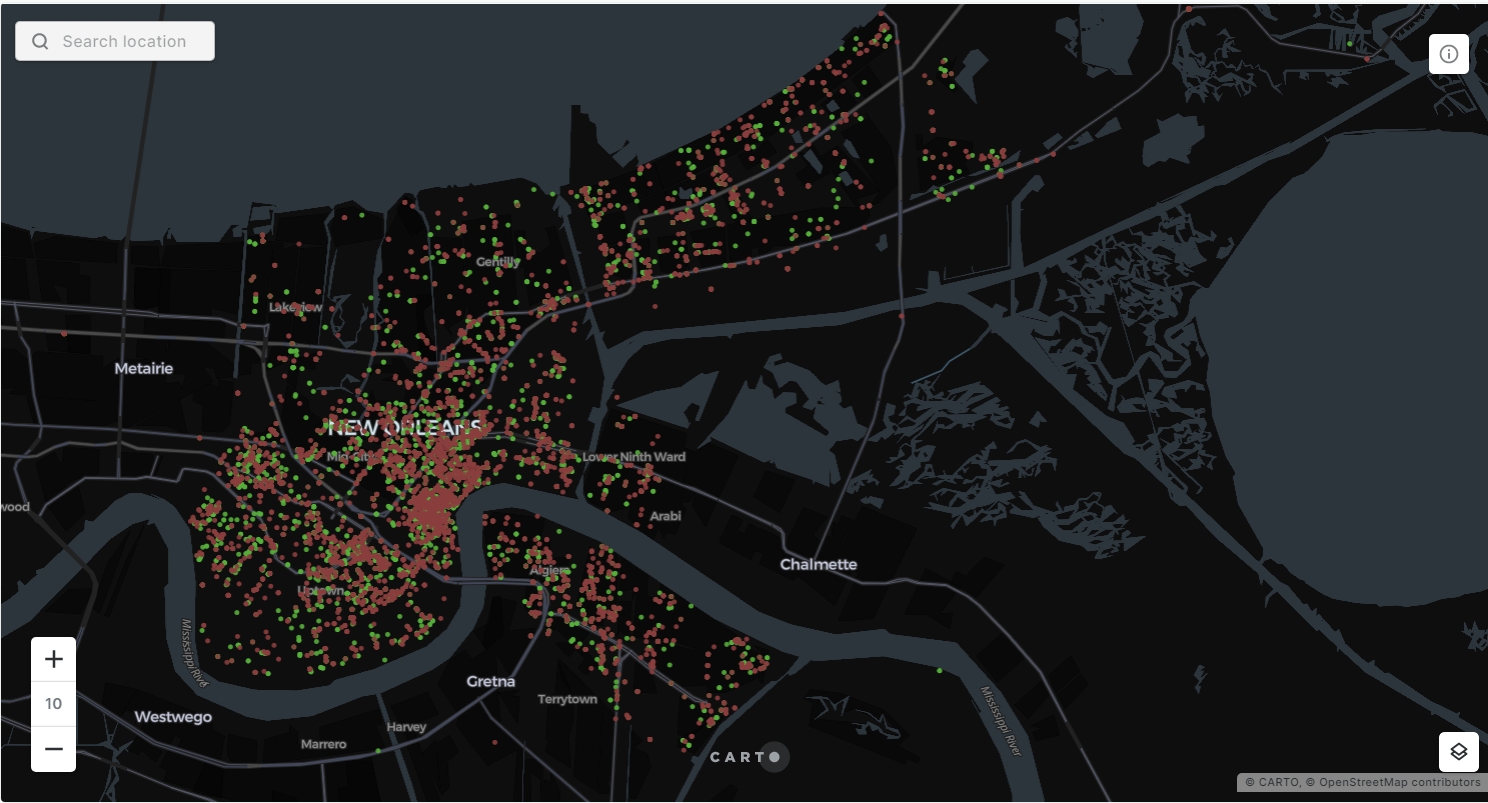 Search location
Gentilly
Lakeview
Metairie
NEW ORLEANS
Mid-City
Lower Ninth Ward
wood
Arabi
Chalmette
Algiers
Uptown
Mississippi River
10
Gretna
Terrytown
Westwego
Harvey
Marrero
Mississippi River
CARTO
© CARTO, © OpenStreetMap contributors